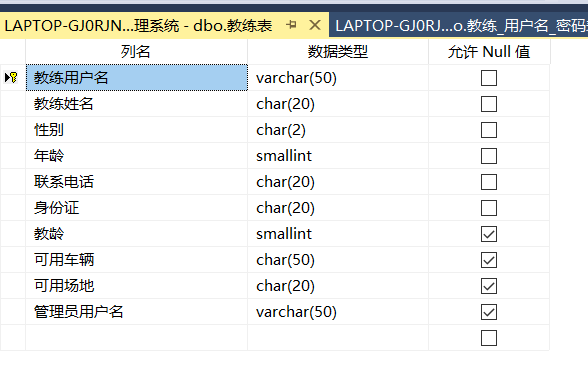 LAPTOP-GJ0RJN...理系统 - dbo.教练表 LAPTOP-GJ0RJ...o.教练_用户名_密码
列名 数据类型 允许 Null 值
教练用户名 varchar(50)
教练姓名 char(20)
性别 char(2)
年龄 smallint
联系电话 char(20)
身份证 char(20)
教龄 smallint
可用车辆 char(50)
可用场地 char(20)
管理员用户名 varchar(50)